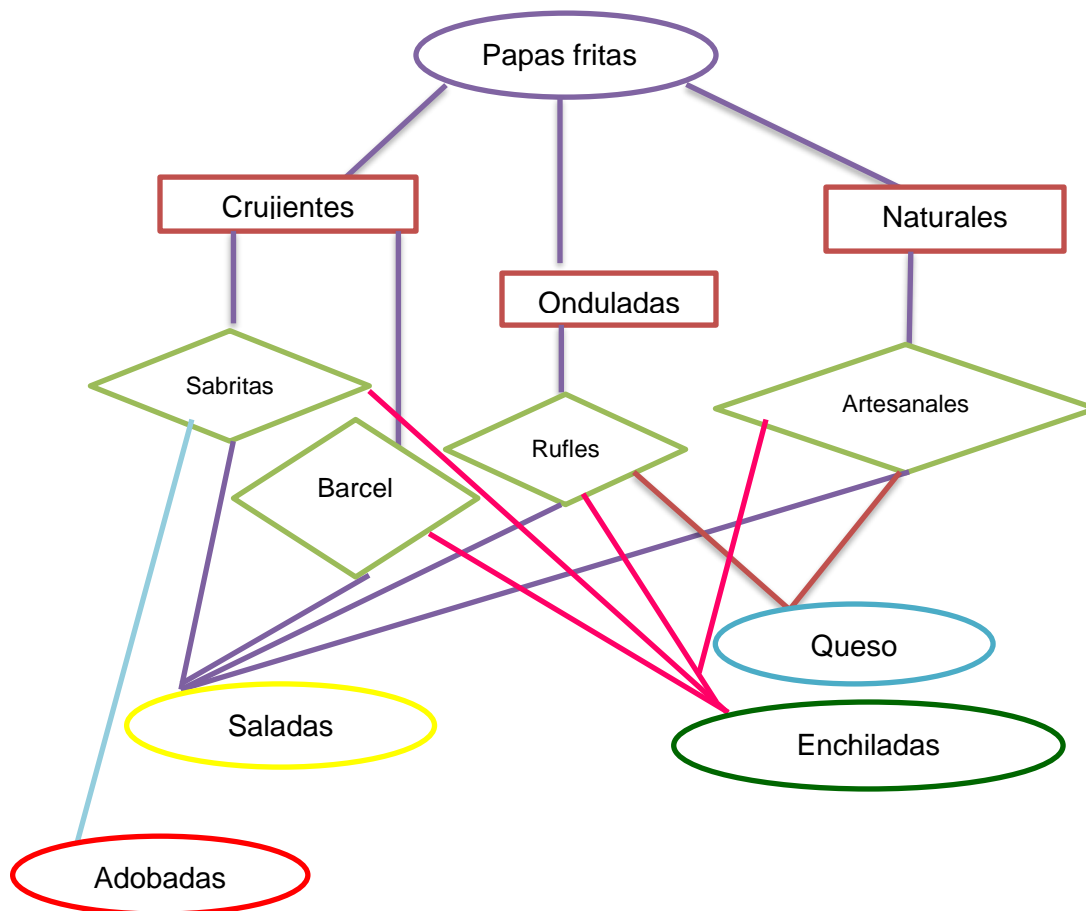 Papas fritas
Crujientes
Naturales
Onduladas
Sabritas
Artesanales
Rufles
Barcel
Queso
Saladas
Enchiladas
Adobadas